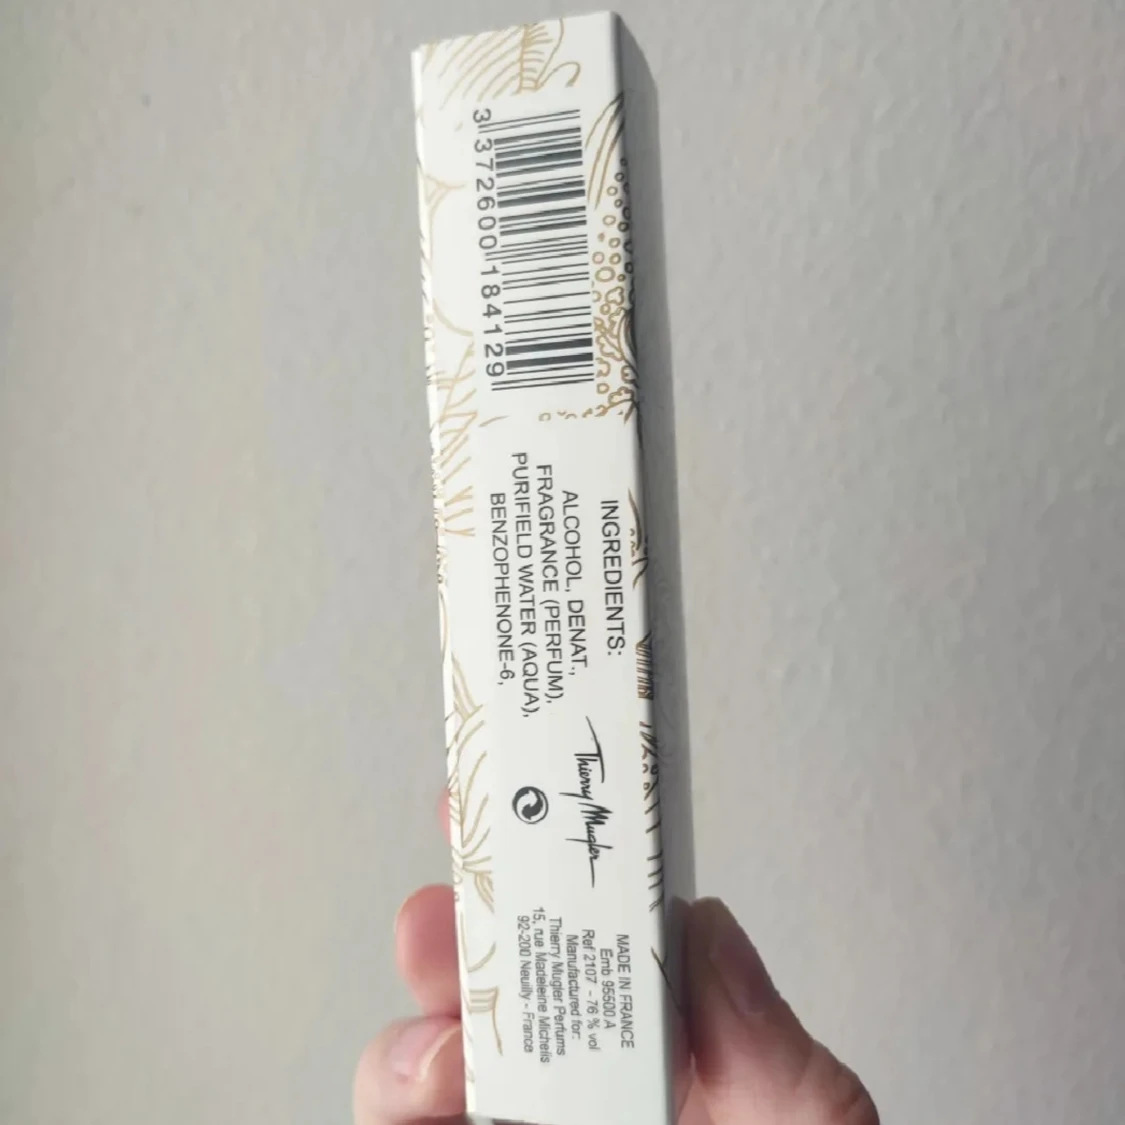 3 372600 184129
INGREDIENTS:
ALCOHOL, DENAT.,
FRAGRANCE (PERFUM),
PURIFIELD WATER (AQUA),
BENZOPHENONE-6,
Thierry Mugler
MADE IN FRANCE
Emb 95500 A
Ref 2107 - 76 % vol
Manufactured for:
Thierry Mugler Perfums
15, rue Madeleine Michelis
92-200 Neuilly - France